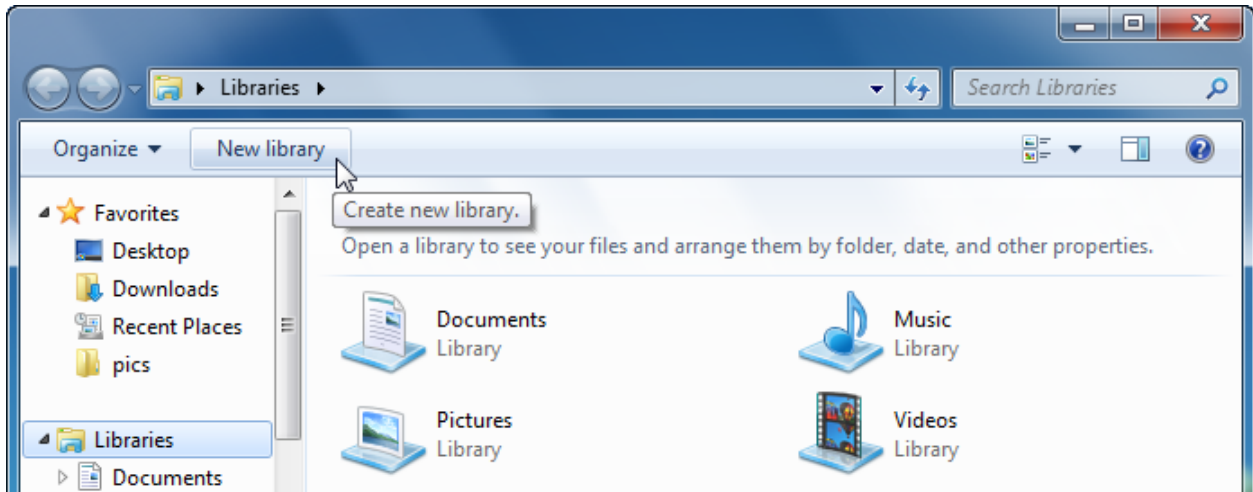 Libraries
Search Libraries
Organize
New library
Create new library.
Open a library to see your files and arrange them by folder, date, and other properties.
Favorites
Desktop
Downloads
Recent Places
pics
Libraries
Documents
Documents
Library
Music
Library
Pictures
Library
Videos
Library